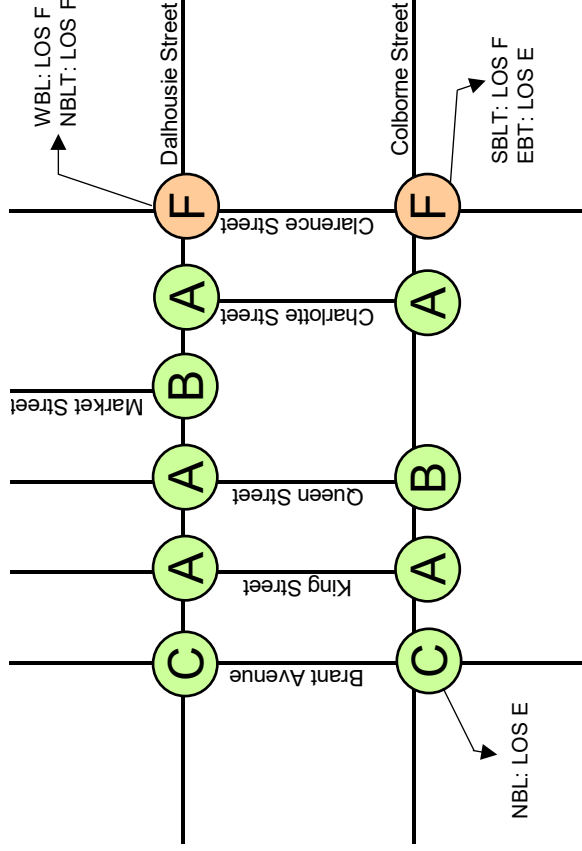 WBL: LOS F
NBLT: LOS F
Dalhousie Street
Colborne Street
SBLT: LOS F
EBT: LOS E
F
Clarence Street
F
A
Charlotte Street
A
Market Street
B
A
Queen Street
B
A
King Street
A
C
Brant Avenue
C
NBL: LOS E